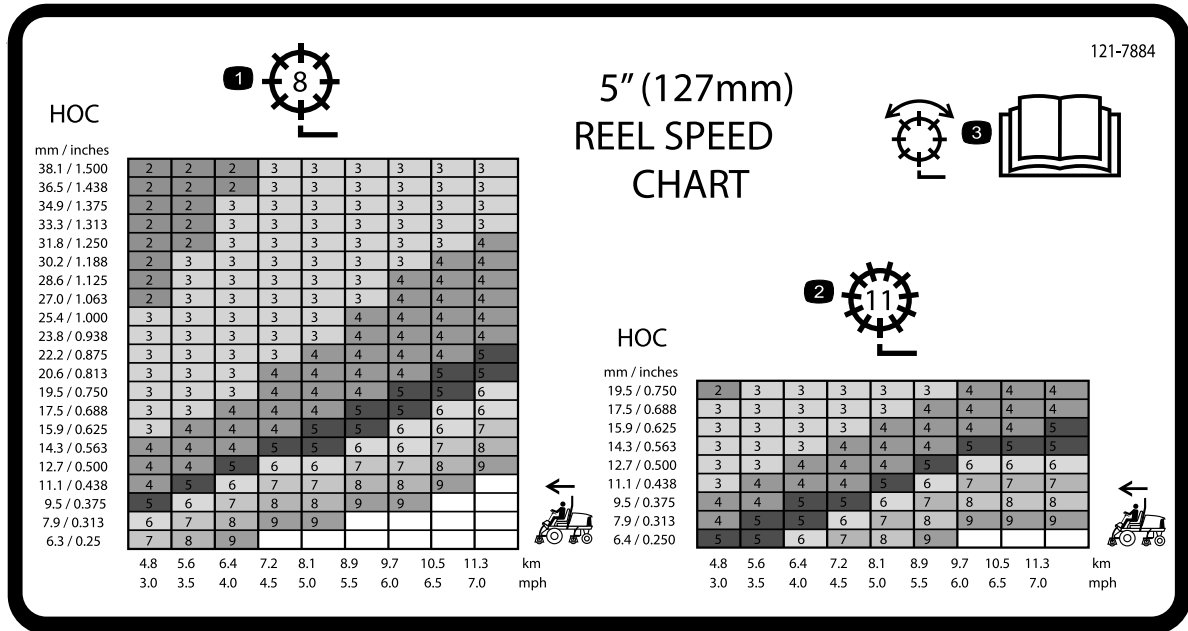 121-7884
5" (127mm)
REEL SPEED
CHART
1
8
HOC
mm / inches
38.1 / 1.500 2 2 2 3 3 3 3 3 3
36.5 / 1.438 2 2 2 3 3 3 3 3 3
34.9 / 1.375 2 2 3 3 3 3 3 3 3
33.3 / 1.313 2 2 3 3 3 3 3 3 3
31.8 / 1.250 2 2 3 3 3 3 3 3 4
30.2 / 1.188 2 3 3 3 3 3 3 4 4
28.6 / 1.125 2 3 3 3 3 3 4 4 4
27.0 / 1.063 2 3 3 3 3 3 4 4 4
25.4 / 1.000 3 3 3 3 3 4 4 4 4
23.8 / 0.938 3 3 3 3 3 4 4 4 4
22.2 / 0.875 3 3 3 3 4 4 4 4 5
20.6 / 0.813 3 3 3 4 4 4 4 5 5
19.5 / 0.750 3 3 3 4 4 4 5 5 6
17.5 / 0.688 3 3 4 4 4 5 5 6 6
15.9 / 0.625 3 4 4 4 5 5 6 6 7
14.3 / 0.563 4 4 4 5 5 6 6 7 8
12.7 / 0.500 4 4 5 6 6 7 7 8 9
11.1 / 0.438 4 5 6 7 7 8 8 9
9.5 / 0.375 5 6 7 8 8 9 9
7.9 / 0.313 6 7 8 9 9
6.3 / 0.25 7 8 9
4.8 5.6 6.4 7.2 8.1 8.9 9.7 10.5 11.3 km
3.0 3.5 4.0 4.5 5.0 5.5 6.0 6.5 7.0 mph
3
2
11
HOC
mm / inches
19.5 / 0.750 2 3 3 3 3 3 4 4 4
17.5 / 0.688 3 3 3 3 3 4 4 4 4
15.9 / 0.625 3 3 3 3 4 4 4 4 5
14.3 / 0.563 3 3 3 4 4 4 5 5 5
12.7 / 0.500 3 3 4 4 4 5 6 6 6
11.1 / 0.438 3 4 4 4 5 6 7 7 7
9.5 / 0.375 4 4 5 5 6 7 8 8 8
7.9 / 0.313 4 5 5 6 7 8 9 9 9
6.4 / 0.250 5 5 6 7 8 9
4.8 5.6 6.4 7.2 8.1 8.9 9.7 10.5 11.3 km
3.0 3.5 4.0 4.5 5.0 5.5 6.0 6.5 7.0 mph